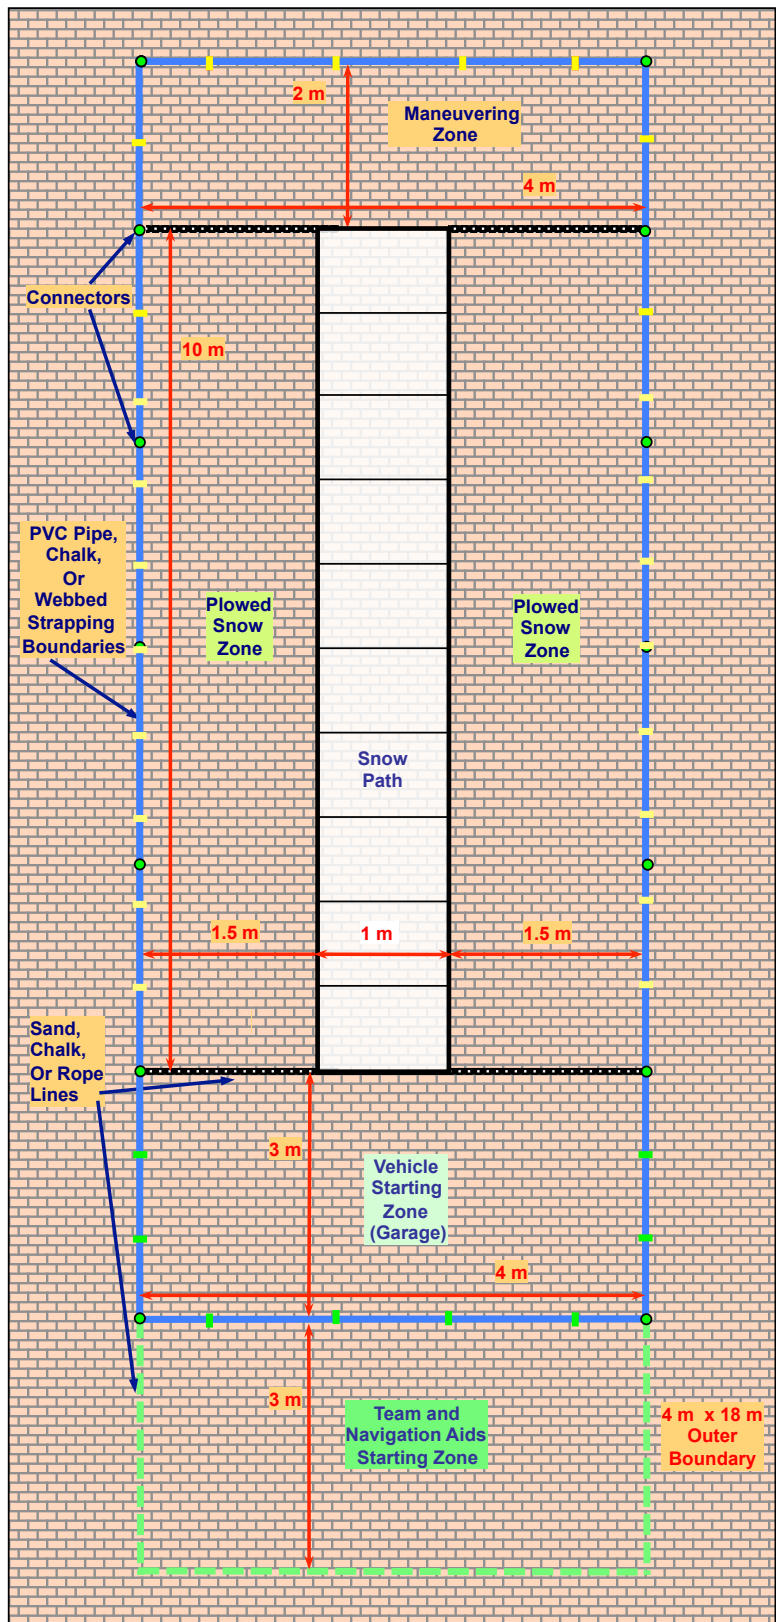 2 m
Maneuvering
Zone
4 m
Connectors
10 m
PVC Pipe,
Chalk,
Or
Webbed
Strapping
Boundaries
Plowed
Snow
Zone
Plowed
Snow
Zone
Snow
Path
1.5 m
1 m
1.5 m
Sand,
Chalk,
Or Rope
Lines
3 m
Vehicle
Starting
Zone
(Garage)
4 m
3 m
Team and
Navigation Aids
Starting Zone
4 m x 18 m
Outer
Boundary